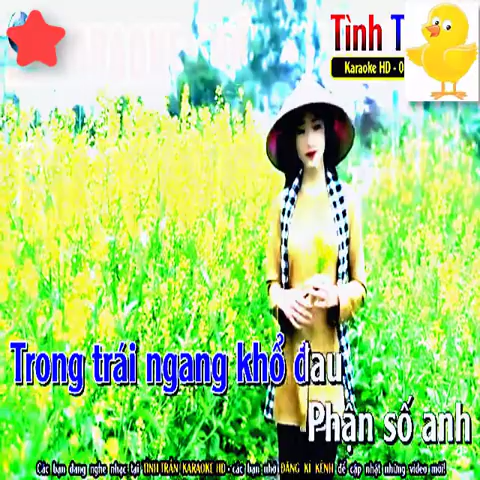 Tình
Karaoke HD - 0
Trong trái ngang khổ đau
Phận số anh
Các bạn đang nghe nhạc tại TÌNH TRẦN KARAOKE HD - các bạn nhớ ĐĂNG KÍ KÊNH để cập nhật những video mới!